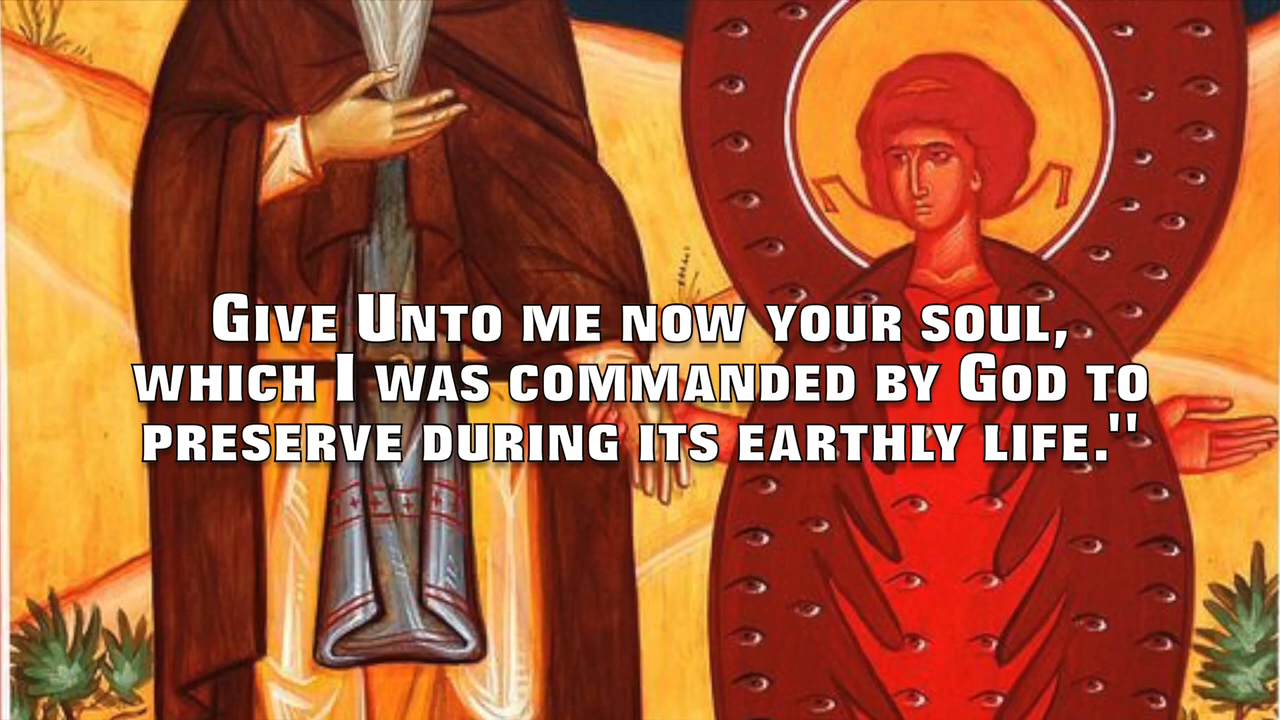 Give Unto me now your soul,
which I was commanded by God to
preserve during its earthly life."